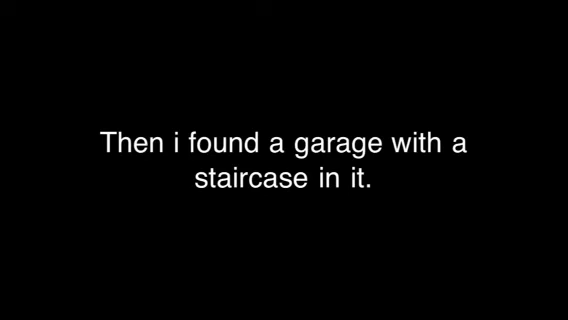 Then i found a garage with a
staircase in it.